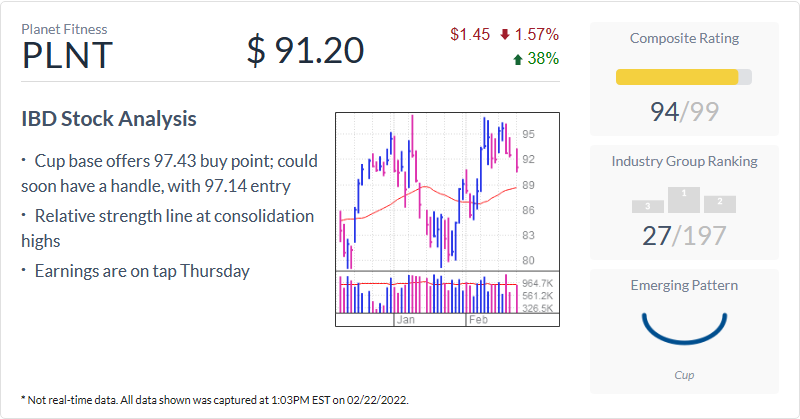 Planet Fitness
PLNT
$ 91.20
$1.45 1.57%
38%
IBD Stock Analysis
· Cup base offers 97.43 buy point; could
soon have a handle, with 97.14 entry
· Relative strength line at consolidation
highs
· Earnings are on tap Thursday
95
92
89
86
83
80
964.7K
561.2K
326.5K
Jan Feb
Composite Rating
94/99
Industry Group Ranking
3 1 2
27/197
Emerging Pattern
Cup
* Not real-time data. All data shown was captured at 1:03PM EST on 02/22/2022.